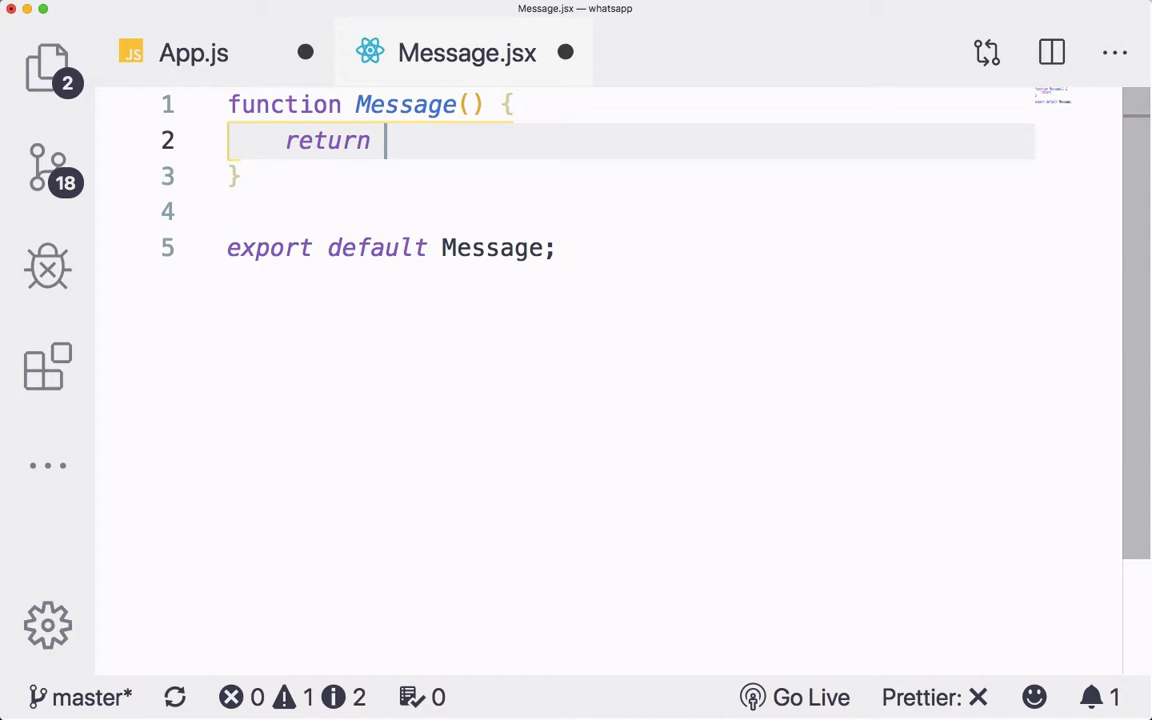 Message.jsx — whatsapp
JS App.js
Message.jsx
2
18
1 function Message() {
2 return
3 }
4
5 export default Message;
master* 0 1 2 0 Go Live Prettier: 1